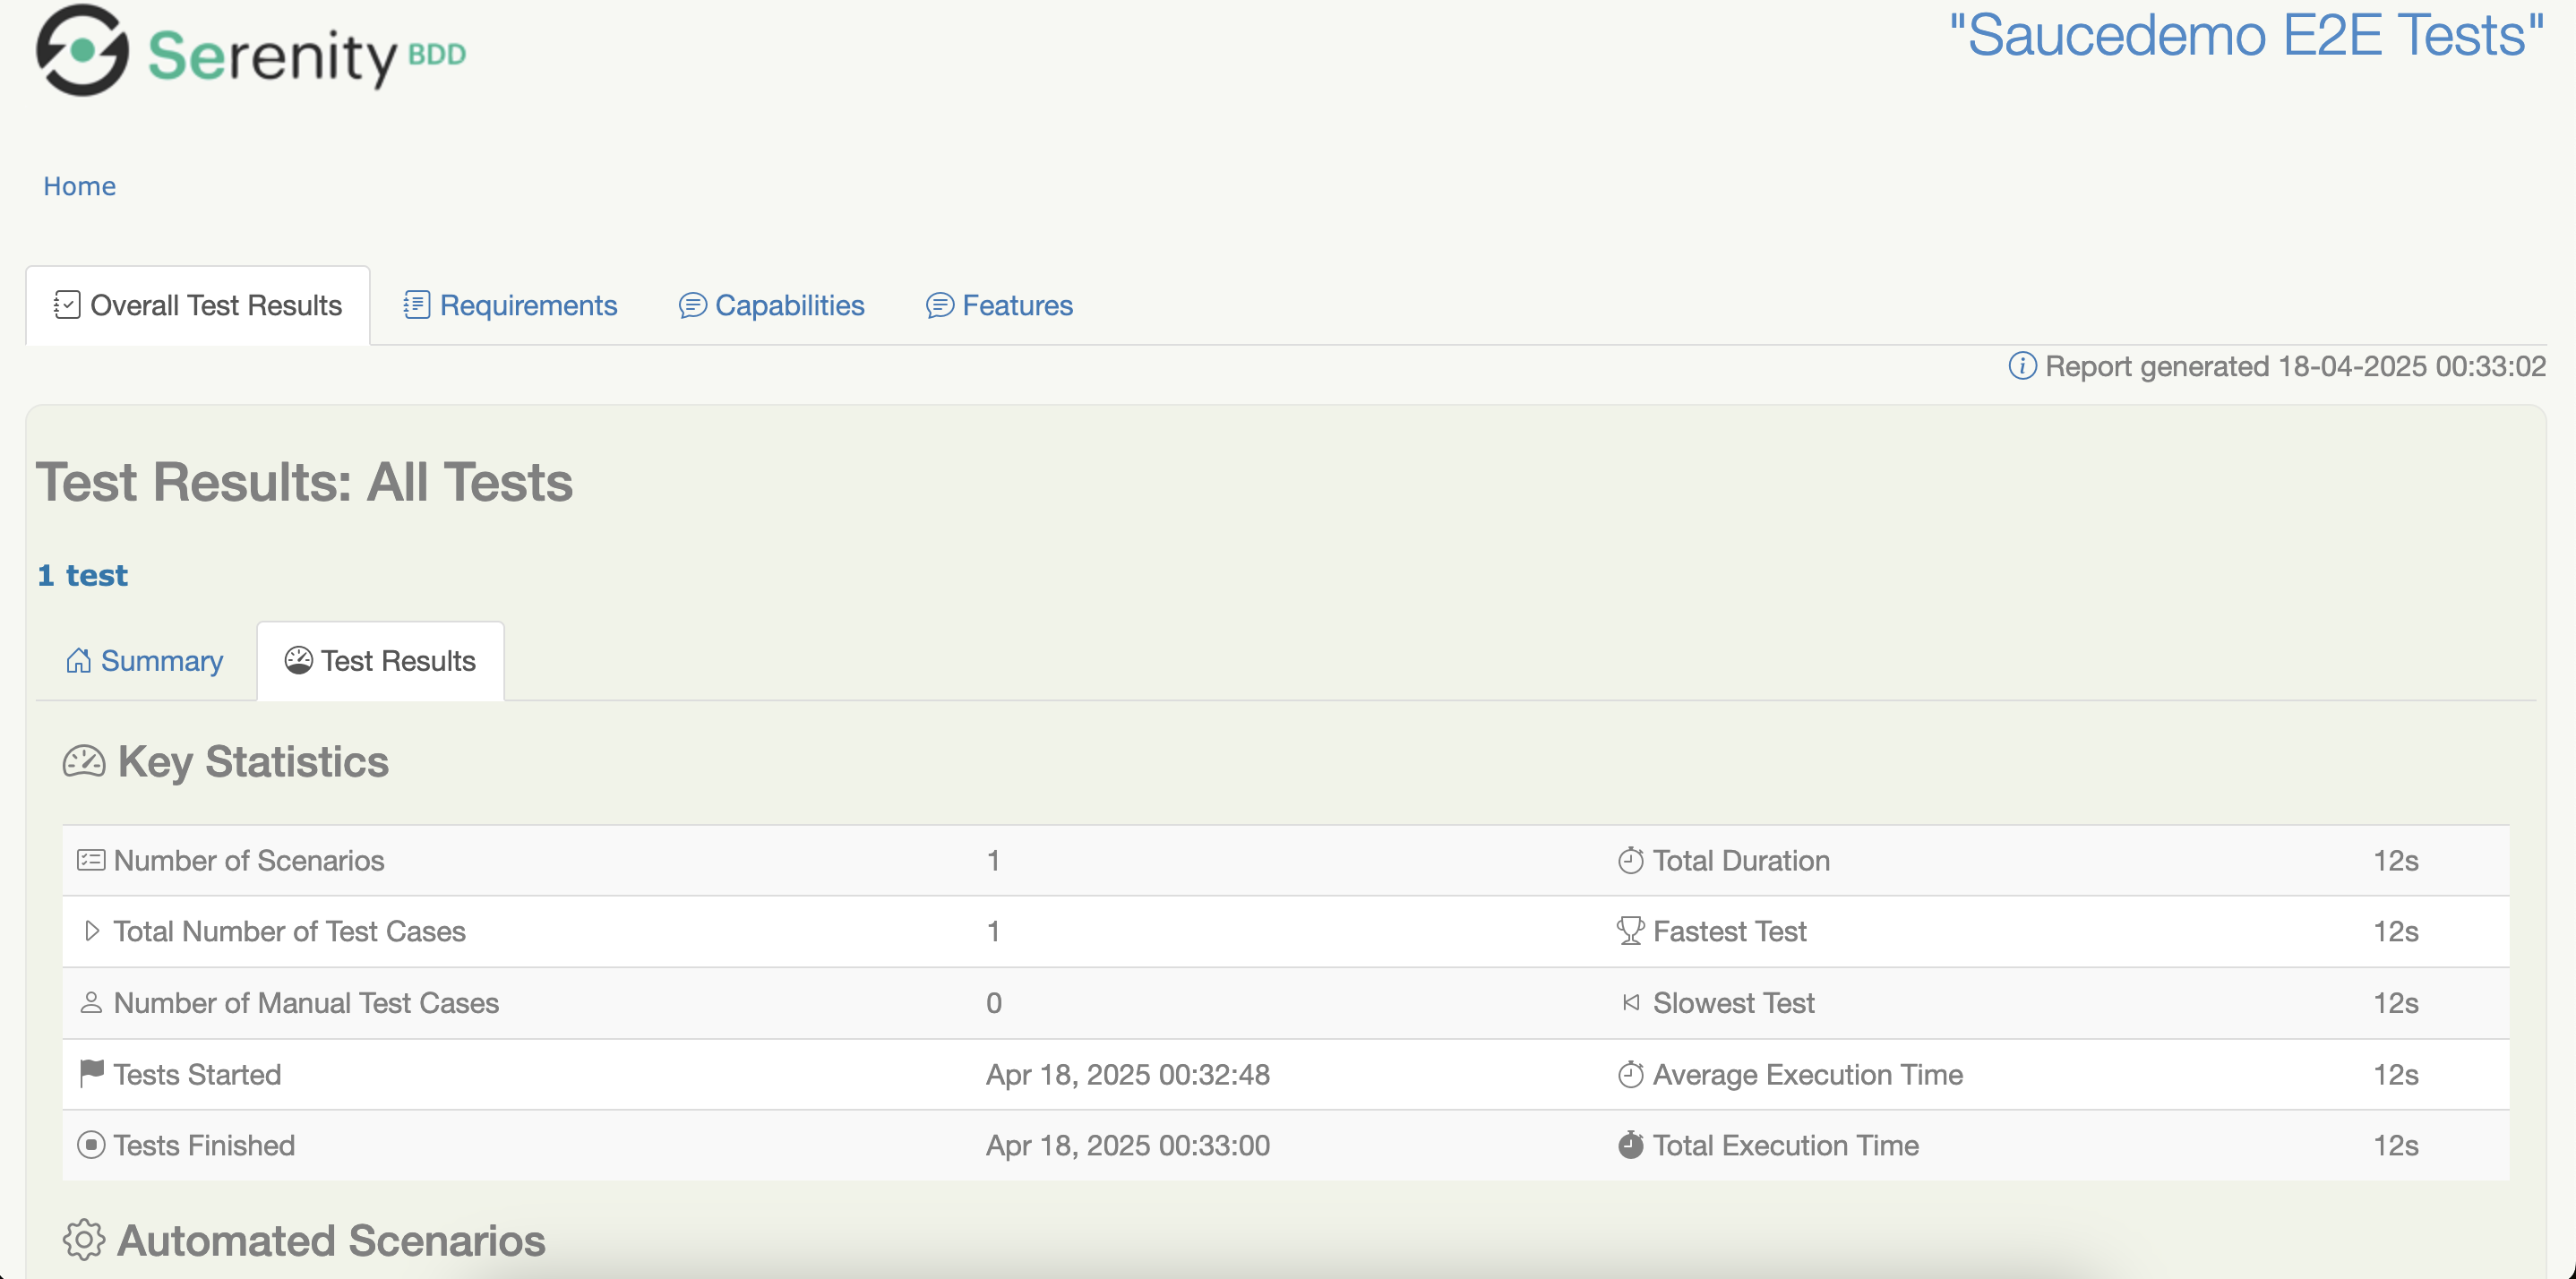 Serenity BDD
"Saucedemo E2E Tests"
Home
Overall Test Results Requirements Capabilities Features
Report generated 18-04-2025 00:33:02
Test Results: All Tests
1 test
Summary Test Results
Key Statistics
Number of Scenarios 1 Total Duration 12s
Total Number of Test Cases 1 Fastest Test 12s
Number of Manual Test Cases 0 Slowest Test 12s
Tests Started Apr 18, 2025 00:32:48 Average Execution Time 12s
Tests Finished Apr 18, 2025 00:33:00 Total Execution Time 12s
Automated Scenarios